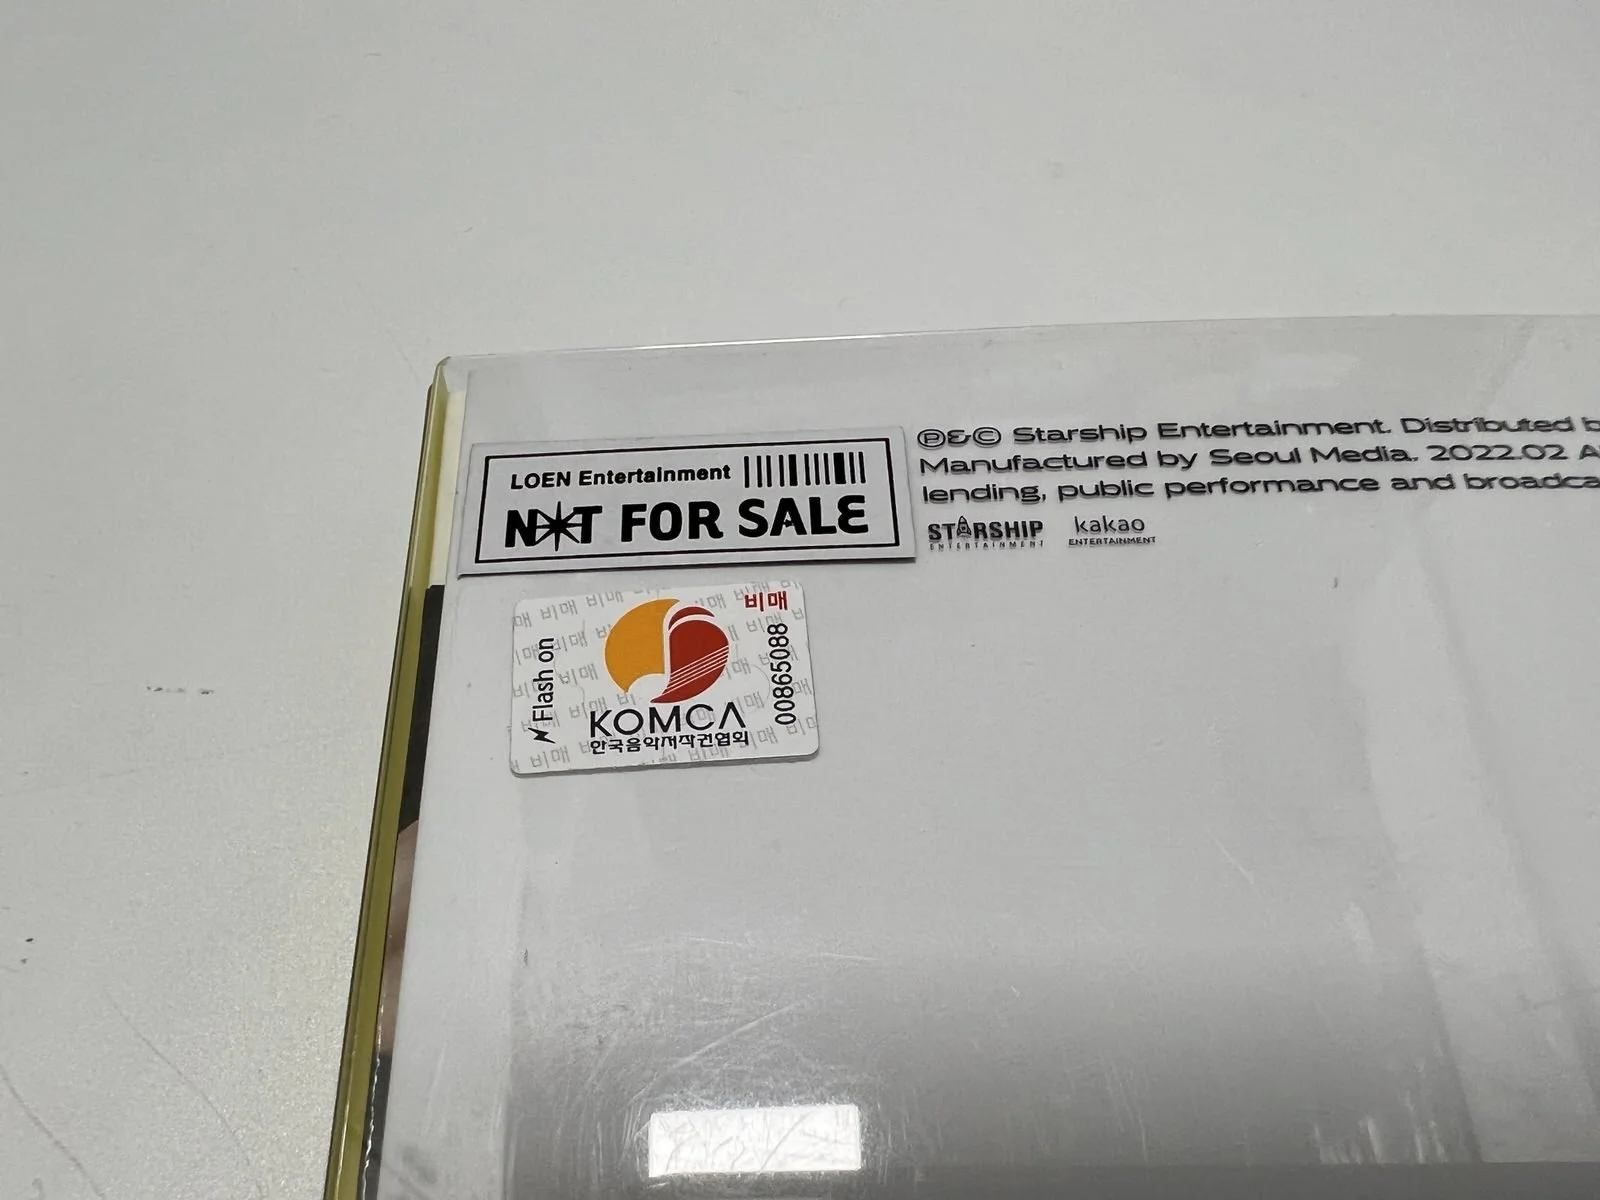 LOEN Entertainment
NOT FOR SALE
Ⓟ&Ⓒ Starship Entertainment. Distributed b
Manufactured by Seoul Media. 2022.02 A
lending, public performance and broadca
STARSHIP
ENTERTAINMENT
kakao
ENTERTAINMENT
비매
Flash on
00865088
KOMCA
한국음악저작권협회